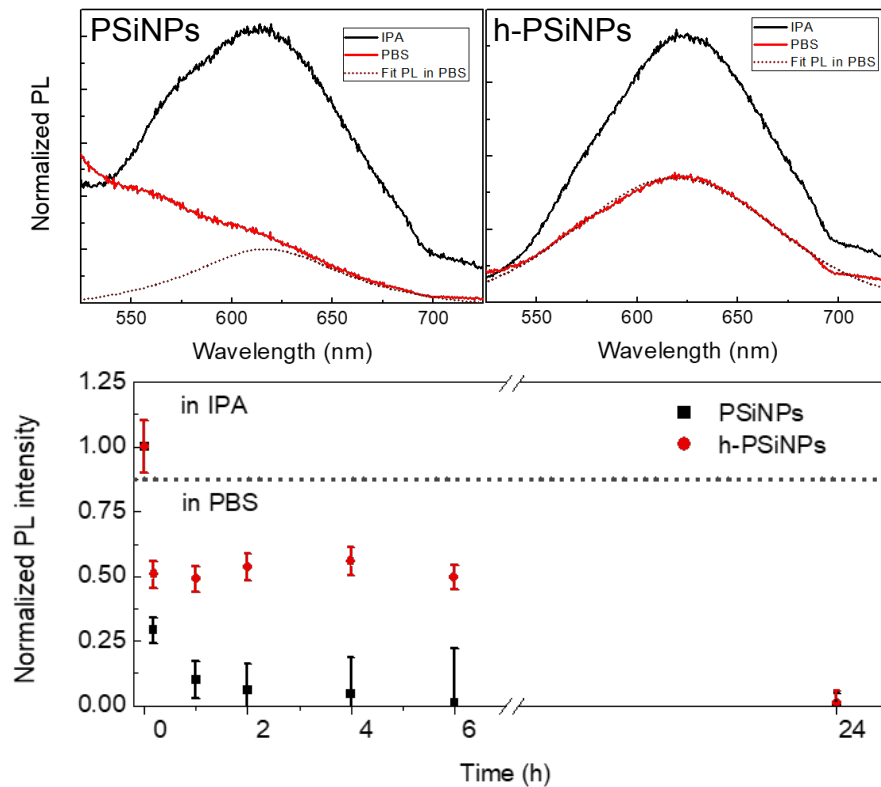 PSiNPs
IPA
PBS
Fit PL in PBS
h-PSiNPs
IPA
PBS
Fit PL in PBS
Normalized PL
550 600 650 700
550 600 650 700
Wavelength (nm)
Wavelength (nm)
1.25
1.00
0.75
0.50
0.25
0.00
in IPA
in PBS
PSiNPs
h-PSiNPs
Normalized PL intensity
0 2 4 6 24
Time (h)